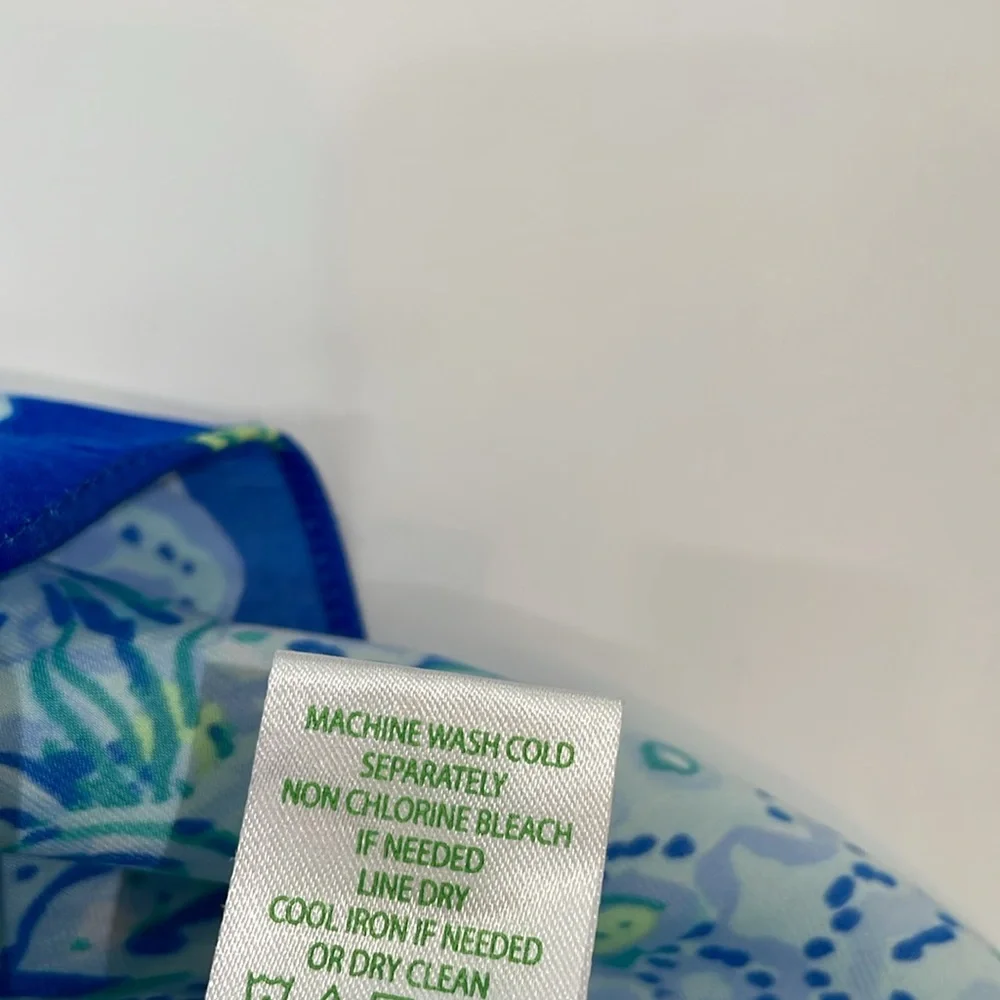 MACHINE WASH COLD
SEPARATELY
NON CHLORINE BLEACH
IF NEEDED
LINE DRY
COOL IRON IF NEEDED
OR DRY CLEAN